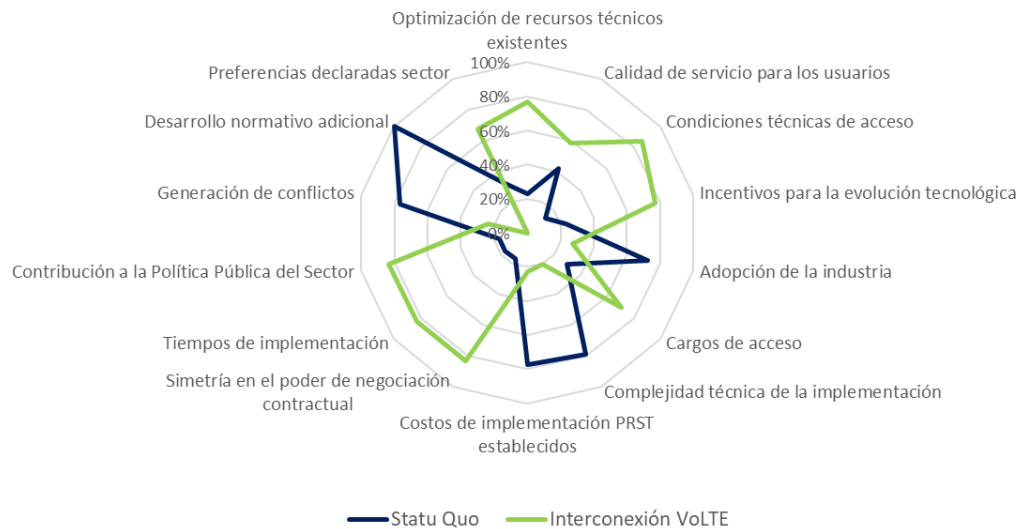 Optimización de recursos técnicos
existentes
100%
Preferencias declaradas sector
Calidad de servicio para los usuarios
80%
Desarrollo normativo adicional
Condiciones técnicas de acceso
60%
40%
Generación de conflictos
Incentivos para la evolución tecnológica
20%
0%
Contribución a la Política Pública del Sector
Adopción de la industria
Tiempos de implementación
Cargos de acceso
Simetría en el poder de negociación
contractual
Complejidad técnica de la implementación
Costos de implementación PRST
establecidos
Statu Quo
Interconexión VoLTE